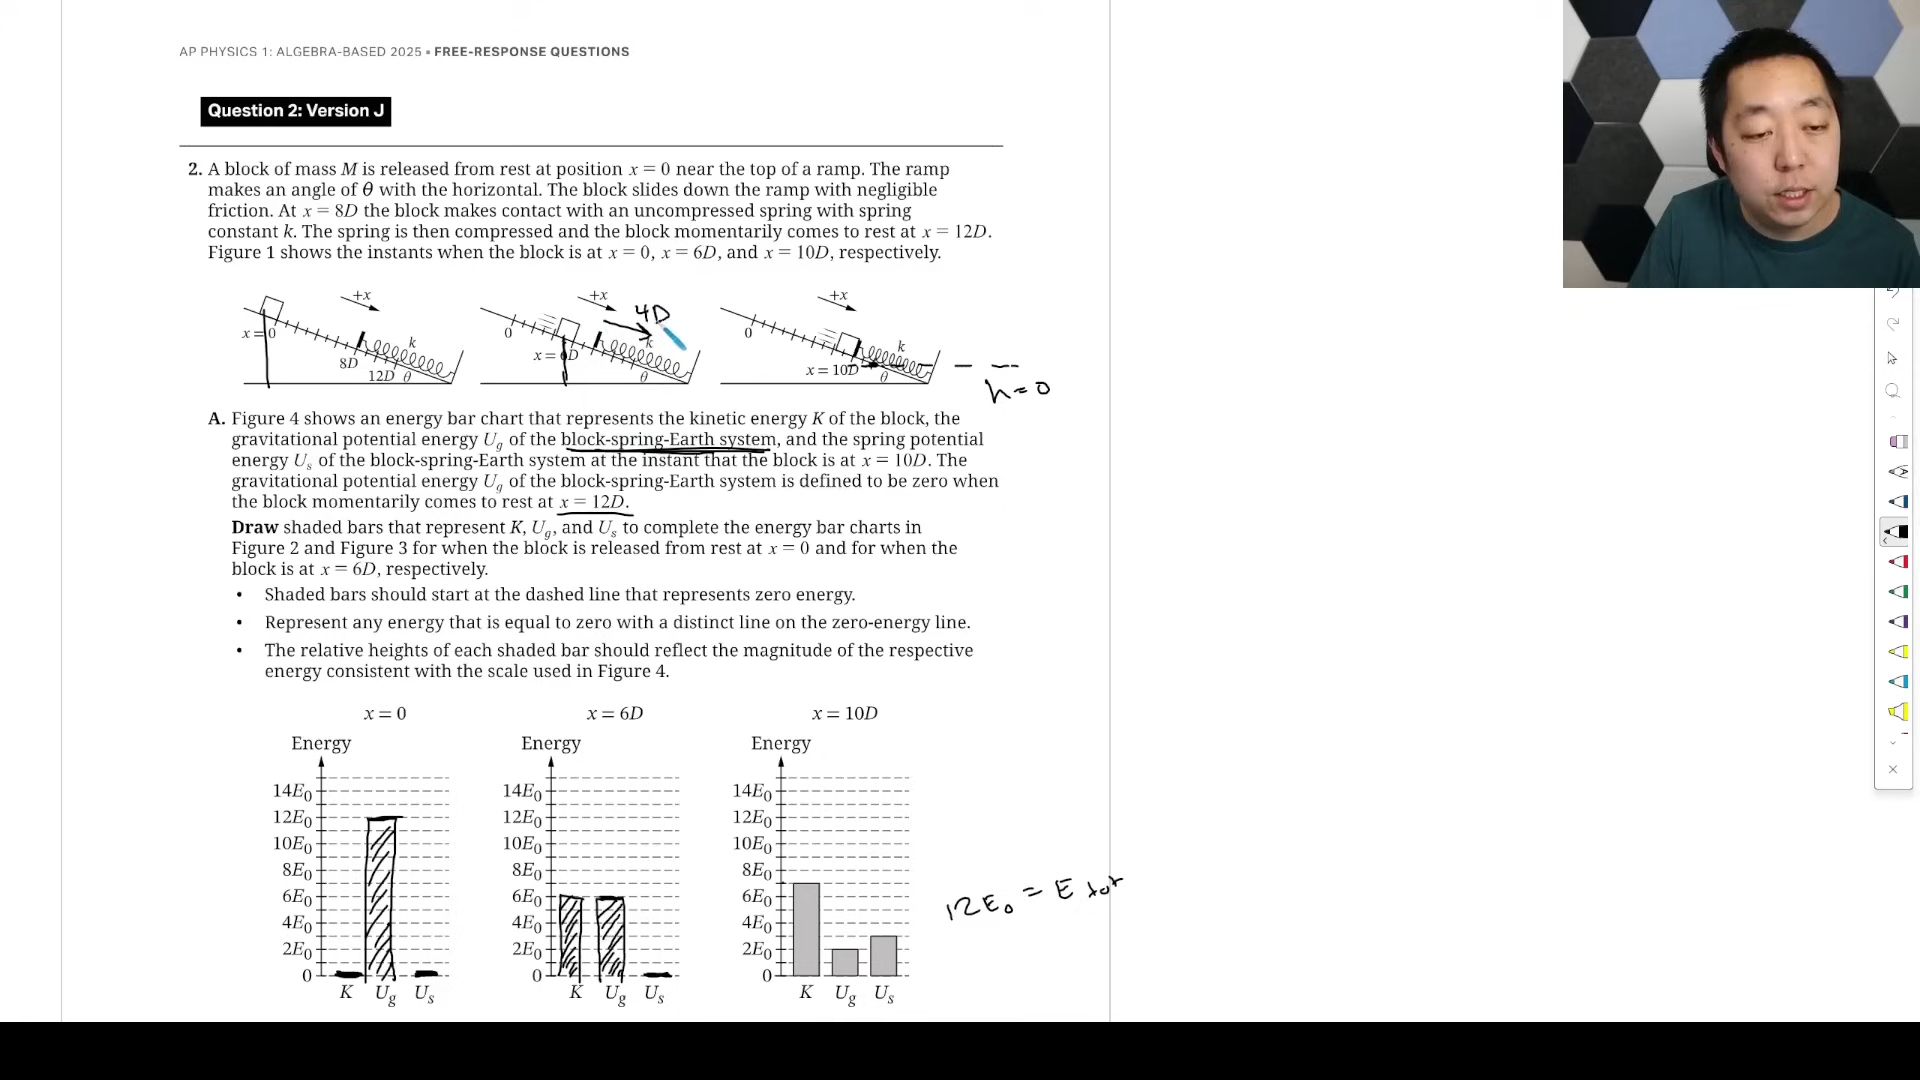 AP PHYSICS 1: ALGEBRA-BASED 2025 ▪ FREE-RESPONSE QUESTIONS
Question 2: Version J
2. A block of mass M is released from rest at position x = 0 near the top of a ramp. The ramp
makes an angle of θ with the horizontal. The block slides down the ramp with negligible
friction. At x = 8D the block makes contact with an uncompressed spring with spring
constant k. The spring is then compressed and the block momentarily comes to rest at x = 12D.
Figure 1 shows the instants when the block is at x = 0, x = 6D, and x = 10D, respectively.
+x +x +x
4D
x = 0 8D 12D k θ
0 x = 6D k θ
0 x = 10D k θ
h = 0
A. Figure 4 shows an energy bar chart that represents the kinetic energy K of the block, the
gravitational potential energy Ug of the block-spring-Earth system, and the spring potential
energy Us of the block-spring-Earth system at the instant that the block is at x = 10D. The
gravitational potential energy Ug of the block-spring-Earth system is defined to be zero when
the block momentarily comes to rest at x = 12D.
Draw shaded bars that represent K, Ug, and Us to complete the energy bar charts in
Figure 2 and Figure 3 for when the block is released from rest at x = 0 and for when the
block is at x = 6D, respectively.
• Shaded bars should start at the dashed line that represents zero energy.
• Represent any energy that is equal to zero with a distinct line on the zero-energy line.
• The relative heights of each shaded bar should reflect the magnitude of the respective
energy consistent with the scale used in Figure 4.
x = 0 x = 6D x = 10D
Energy Energy Energy
14E0 14E0 14E0
12E0 12E0 12E0
10E0 10E0 10E0
8E0 8E0 8E0
6E0 6E0 6E0
12E0 = E tot
4E0 4E0 4E0
2E0 2E0 2E0
0 0 0
K Ug Us K Ug Us K Ug Us